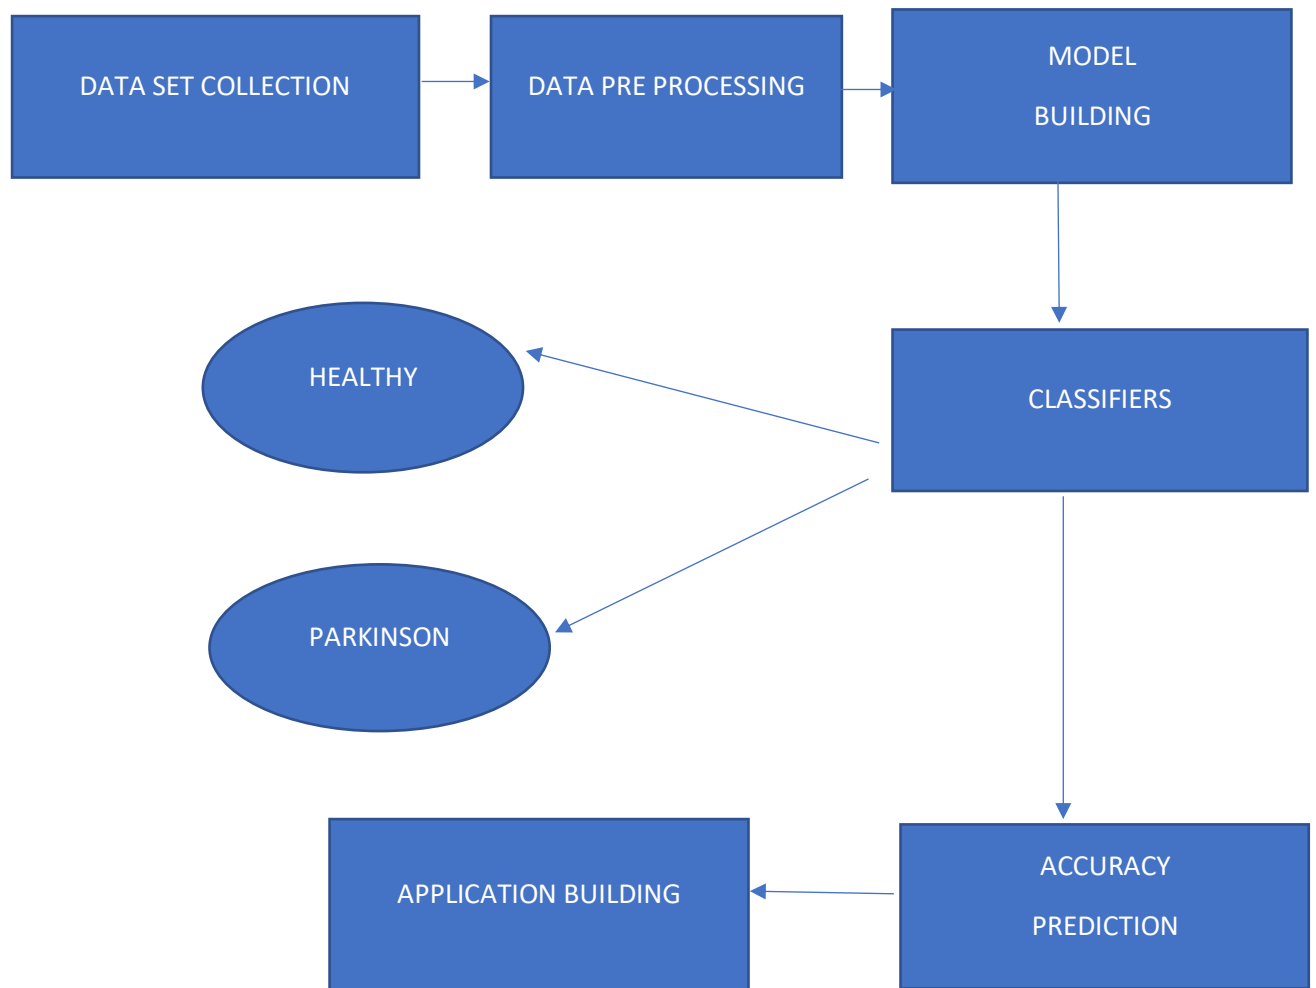 DATA SET COLLECTION
DATA PRE PROCESSING
MODEL
BUILDING
HEALTHY
CLASSIFIERS
PARKINSON
APPLICATION BUILDING
ACCURACY
PREDICTION